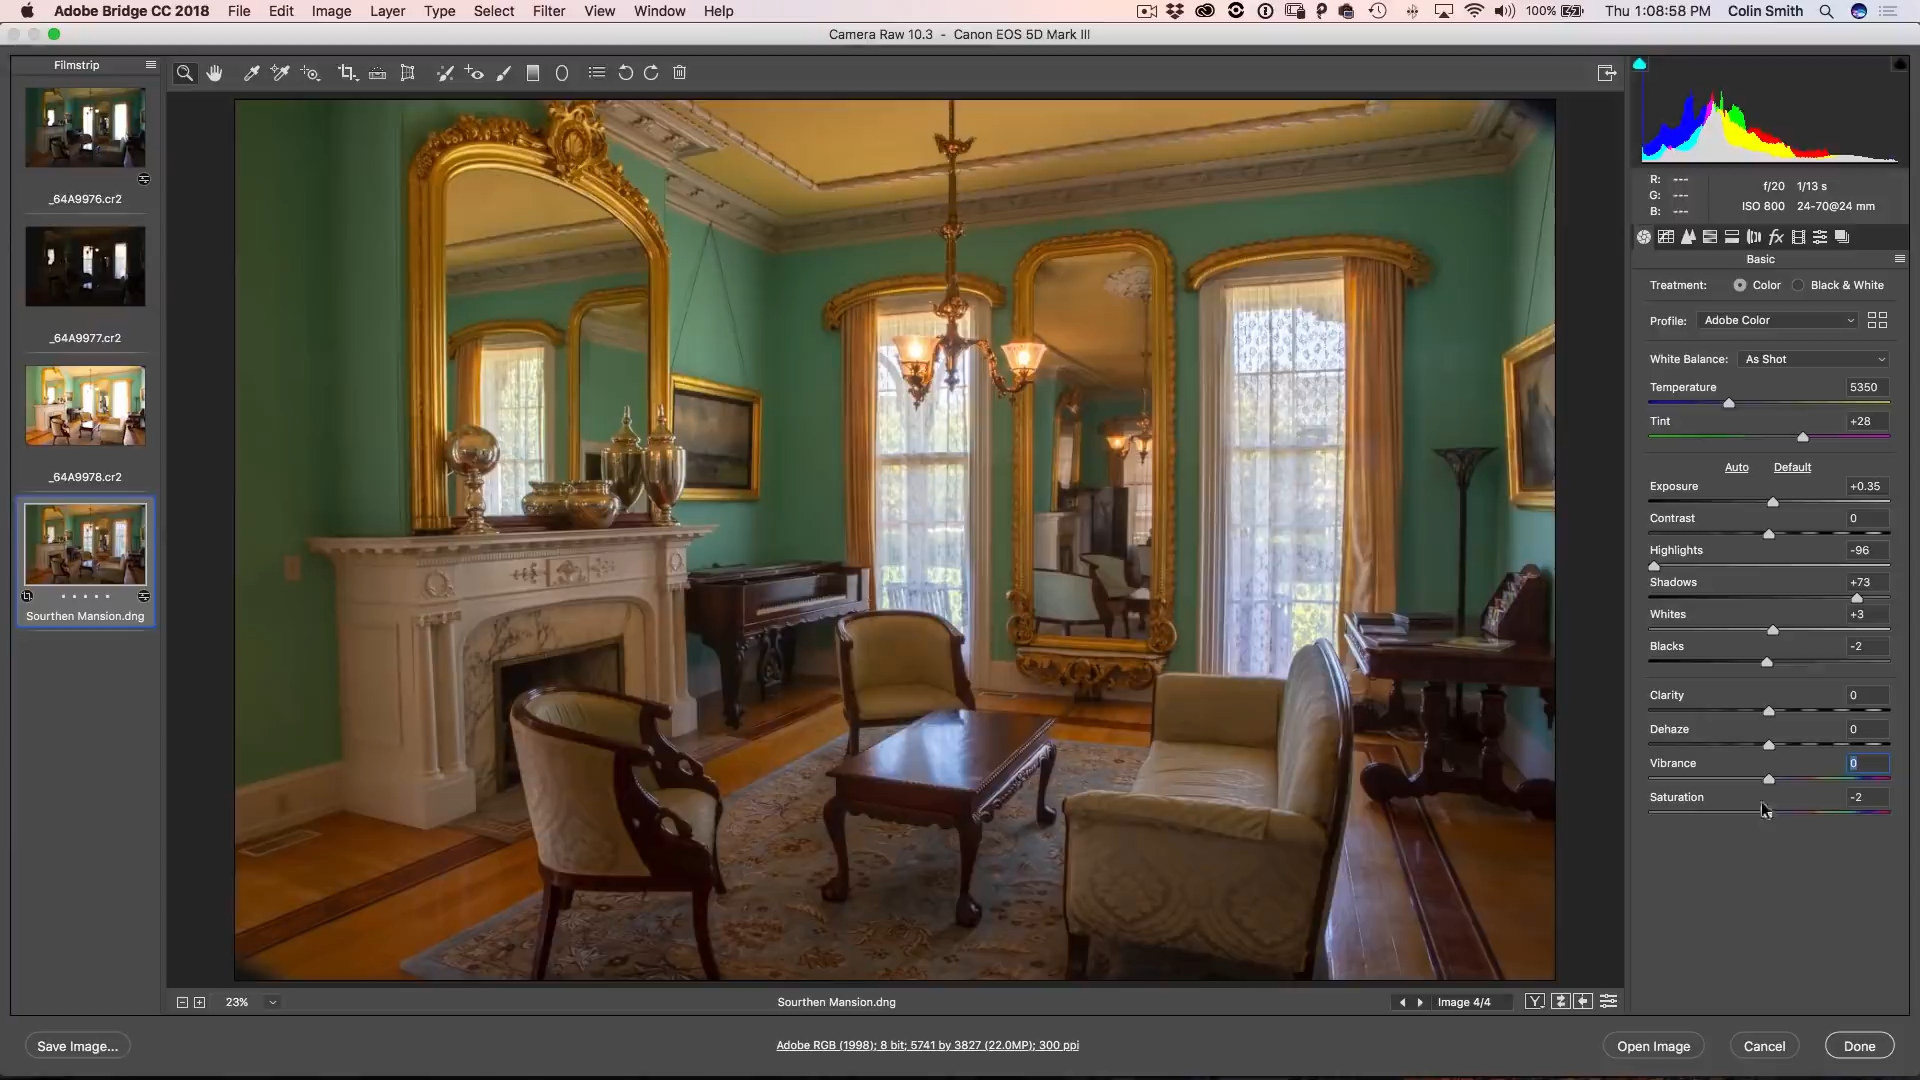 Adobe Bridge CC 2018 File Edit Image Layer Type Select Filter View Window Help 100% Thu 1:08:58 PM Colin Smith
Camera Raw 10.3 - Canon EOS 5D Mark III
Filmstrip
_64A9976.cr2
_64A9977.cr2
_64A9978.cr2
Sourthen Mansion.dng
R: ---
G: ---
B: ---
f/20 1/13 s
ISO 800 24-70@24 mm
Basic
Treatment: Color Black & White
Profile: Adobe Color
White Balance: As Shot
Temperature 5350
Tint +28
Auto Default
Exposure +0.35
Contrast 0
Highlights -96
Shadows +73
Whites +3
Blacks -2
Clarity 0
Dehaze 0
Vibrance 0
Saturation -2
23% Sourthen Mansion.dng Image 4/4 Y
Save Image... Adobe RGB (1998); 8 bit; 5741 by 3827 (22.0MP); 300 ppi Open Image Cancel Done